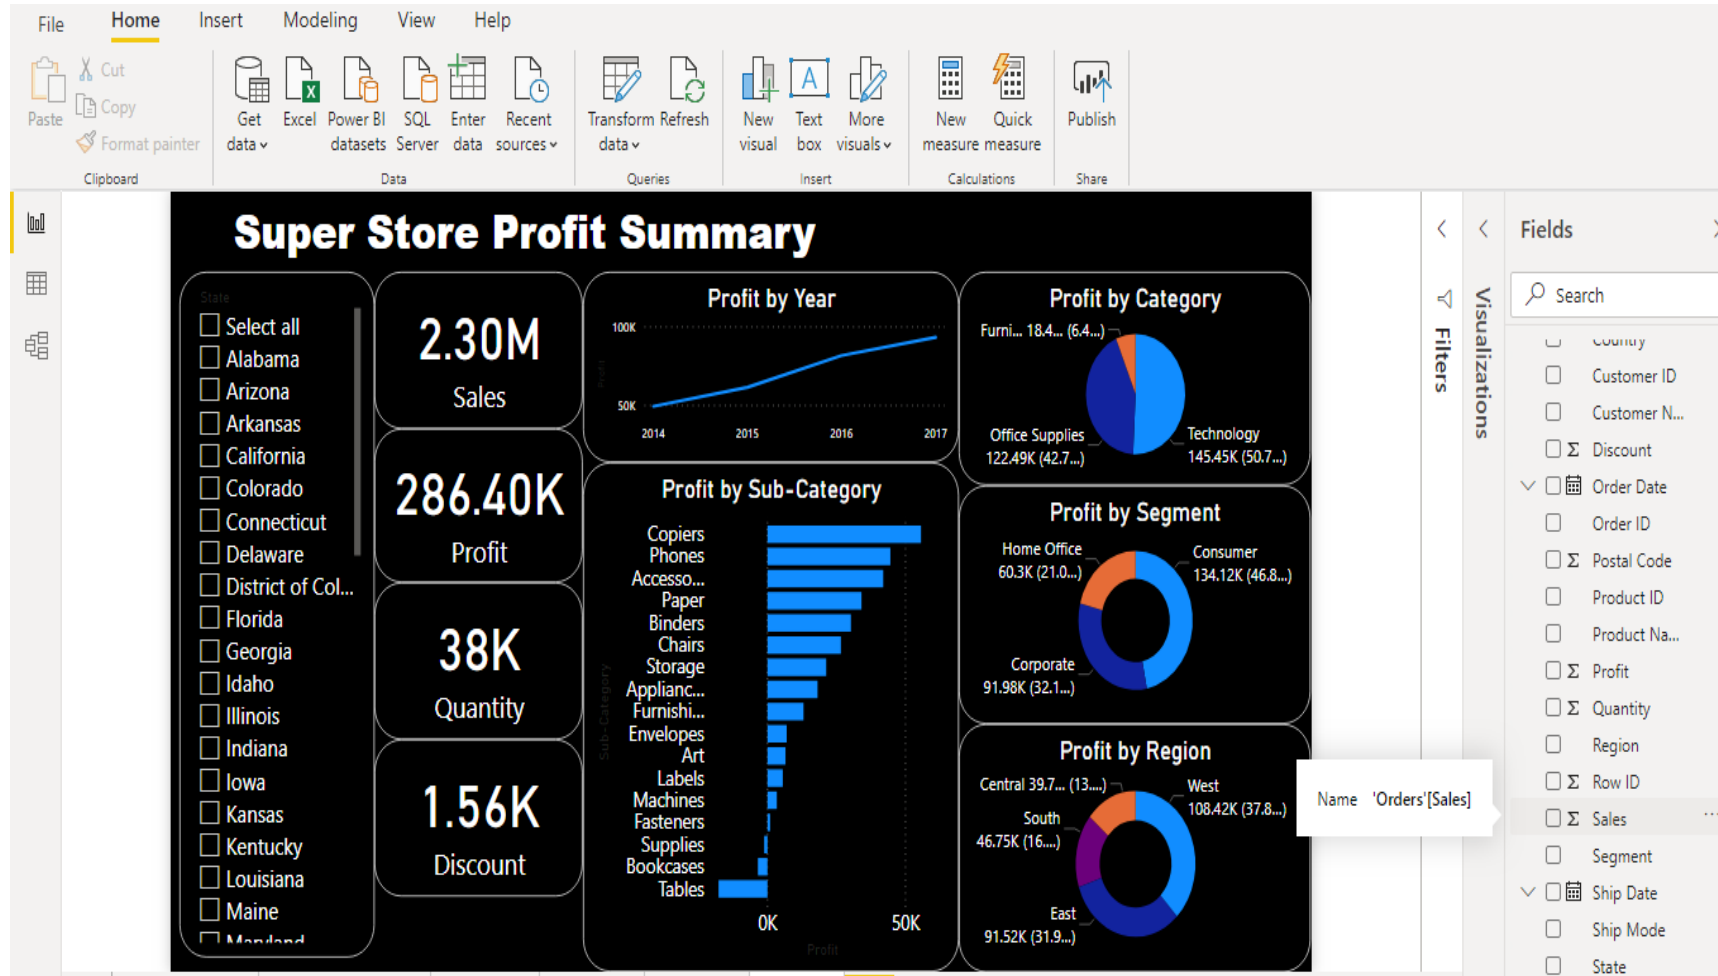 File Home Insert Modeling View Help
Paste
Cut
Copy
Format painter
Clipboard
Get data
Excel
Power BI datasets
SQL Server
Enter data
Recent sources
Data
Transform data
Refresh
Queries
New visual
Text box
More visuals
Insert
New measure
Quick measure
Calculations
Publish
Share
Super Store Profit Summary
State
Select all
Alabama
Arizona
Arkansas
California
Colorado
Connecticut
Delaware
District of Col...
Florida
Georgia
Idaho
Illinois
Indiana
Iowa
Kansas
Kentucky
Louisiana
Maine
Maryland
2.30M
Sales
286.40K
Profit
38K
Quantity
1.56K
Discount
Profit by Year
100K
50K
Profit
2014 2015 2016 2017
Profit by Sub-Category
Sub-Category
Copiers
Phones
Accesso...
Paper
Binders
Chairs
Storage
Applianc...
Furnishi...
Envelopes
Art
Labels
Machines
Fasteners
Supplies
Bookcases
Tables
0K 50K
Profit
Profit by Category
Furni... 18.4... (6.4...)
Office Supplies
122.49K (42.7...)
Technology
145.45K (50.7...)
Profit by Segment
Home Office
60.3K (21.0...)
Consumer
134.12K (46.8...)
Corporate
91.98K (32.1...)
Profit by Region
Central 39.7... (13....)
West
108.42K (37.8...)
South
46.75K (16....)
East
91.52K (31.9...)
Name 'Orders'[Sales]
Filters
Visualizations
Fields
Search
Country
Customer ID
Customer N...
Discount
Order Date
Order ID
Postal Code
Product ID
Product Na...
Profit
Quantity
Region
Row ID
Sales
Segment
Ship Date
Ship Mode
State